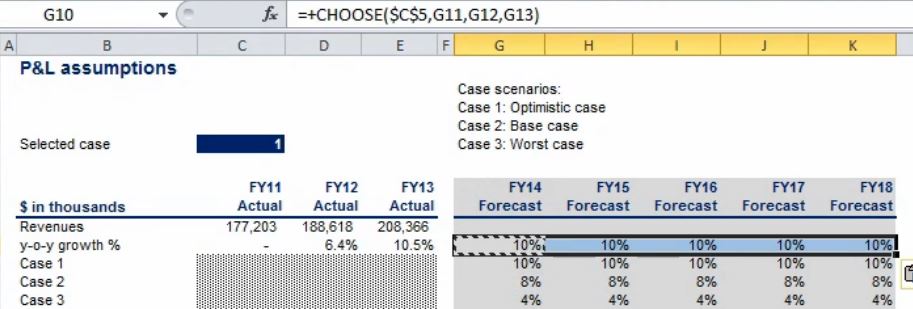 G10 fx =+CHOOSE($C$5,G11,G12,G13)
A B C D E F G H I J K
P&L assumptions
Case scenarios:
Case 1: Optimistic case
Case 2: Base case
Selected case 1 Case 3: Worst case
FY11 FY12 FY13 FY14 FY15 FY16 FY17 FY18
$ in thousands Actual Actual Actual Forecast Forecast Forecast Forecast Forecast
Revenues 177,203 188,618 208,366
y-o-y growth % - 6.4% 10.5% 10% 10% 10% 10% 10%
Case 1 10% 10% 10% 10% 10%
Case 2 8% 8% 8% 8% 8%
Case 3 4% 4% 4% 4% 4%